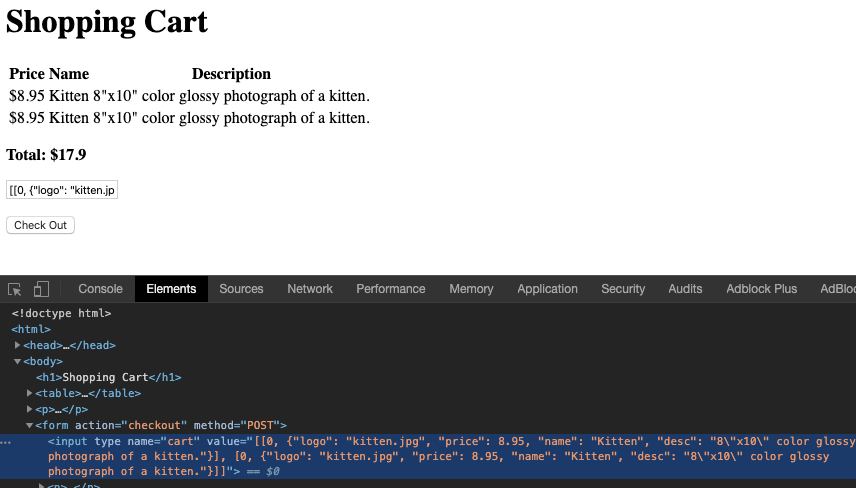 Shopping Cart
Price Name Description
$8.95 Kitten 8"x10" color glossy photograph of a kitten.
$8.95 Kitten 8"x10" color glossy photograph of a kitten.
Total: $17.9
[[0, {"logo": "kitten.jp
Check Out
Console Elements Sources Network Performance Memory Application Security Audits Adblock Plus AdBloc
<!doctype html>
<html>
<head>…</head>
<body>
<h1>Shopping Cart</h1>
<table>…</table>
<p>…</p>
<form action="checkout" method="POST">
<input type name="cart" value="[[0, {"logo": "kitten.jpg", "price": 8.95, "name": "Kitten", "desc": "8\"x10\" color glossy
photograph of a kitten."}], [0, {"logo": "kitten.jpg", "price": 8.95, "name": "Kitten", "desc": "8\"x10\" color glossy
photograph of a kitten."}]]"> == $0
<p>…</p>